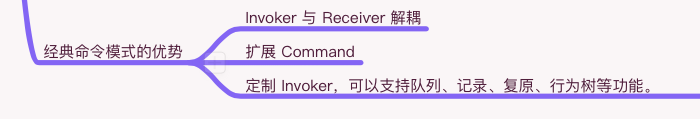 Invoker 与 Receiver 解耦
经典命令模式的优势
扩展 Command
定制 Invoker，可以支持队列、记录、复原、行为树等功能。